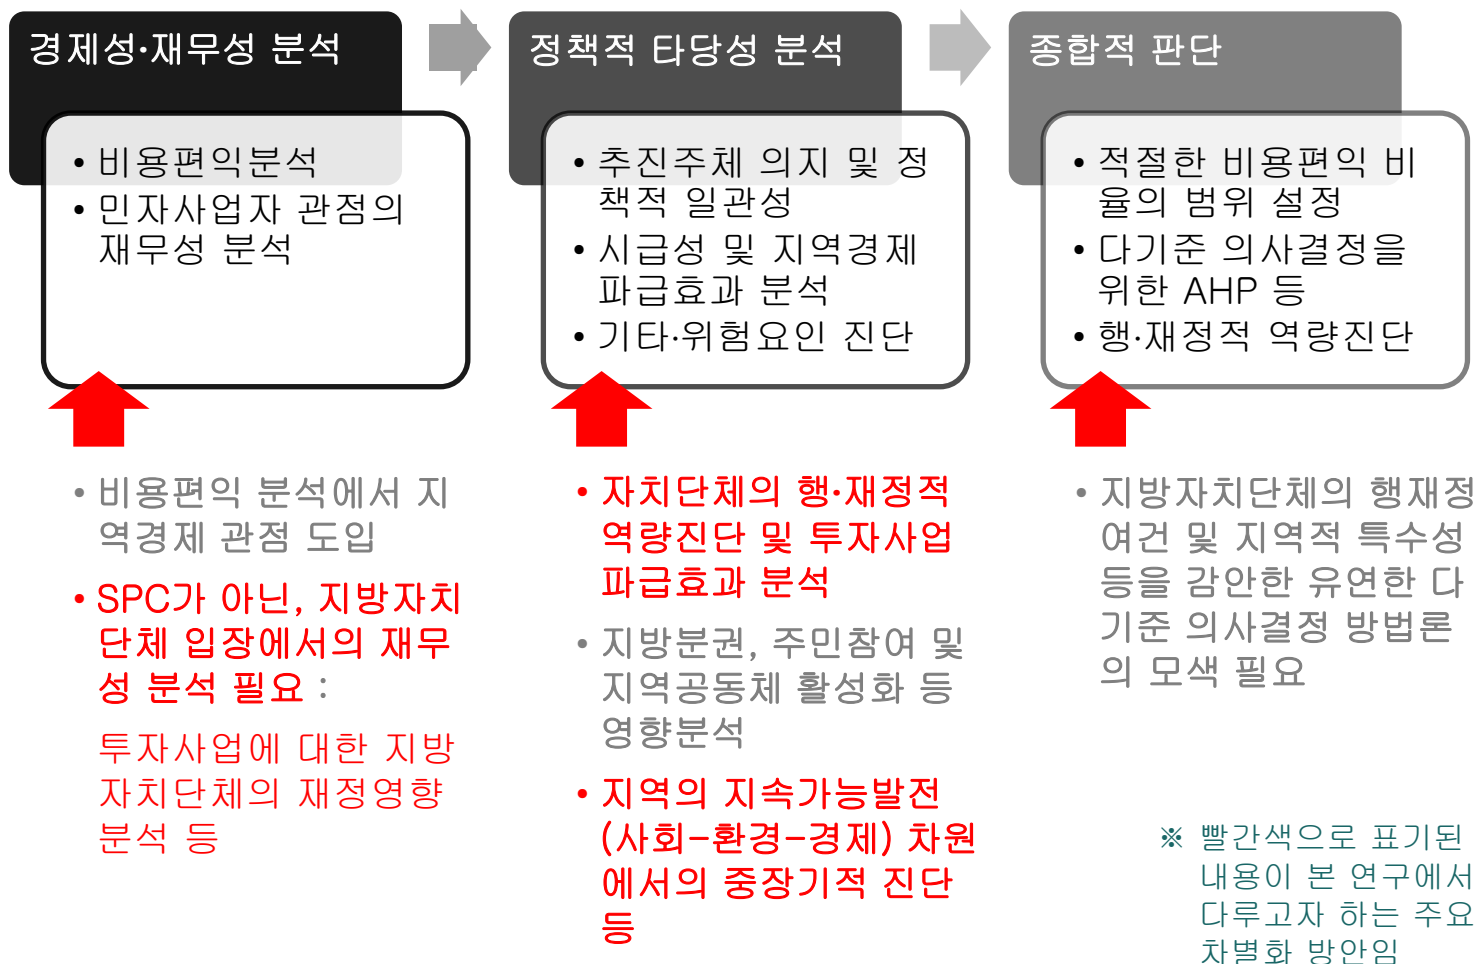 경제성·재무성 분석
• 비용편익분석
• 민자사업자 관점의
재무성 분석
정책적 타당성 분석
• 추진주체 의지 및 정
책적 일관성
• 시급성 및 지역경제
파급효과 분석
• 기타·위험요인 진단
종합적 판단
• 적절한 비용편익 비
율의 범위 설정
• 다기준 의사결정을
위한 AHP 등
• 행·재정적 역량진단
• 비용편익 분석에서 지
역경제 관점 도입
• SPC가 아닌, 지방자치
단체 입장에서의 재무
성 분석 필요 :
투자사업에 대한 지방
자치단체의 재정영향
분석 등
• 자치단체의 행·재정적
역량진단 및 투자사업
파급효과 분석
• 지방분권, 주민참여 및
지역공동체 활성화 등
영향분석
• 지역의 지속가능발전
(사회-환경-경제) 차원
에서의 중장기적 진단
등
• 지방자치단체의 행재정
여건 및 지역적 특수성
등을 감안한 유연한 다
기준 의사결정 방법론
의 모색 필요
※ 빨간색으로 표기된
내용이 본 연구에서
다루고자 하는 주요
차별화 방안임